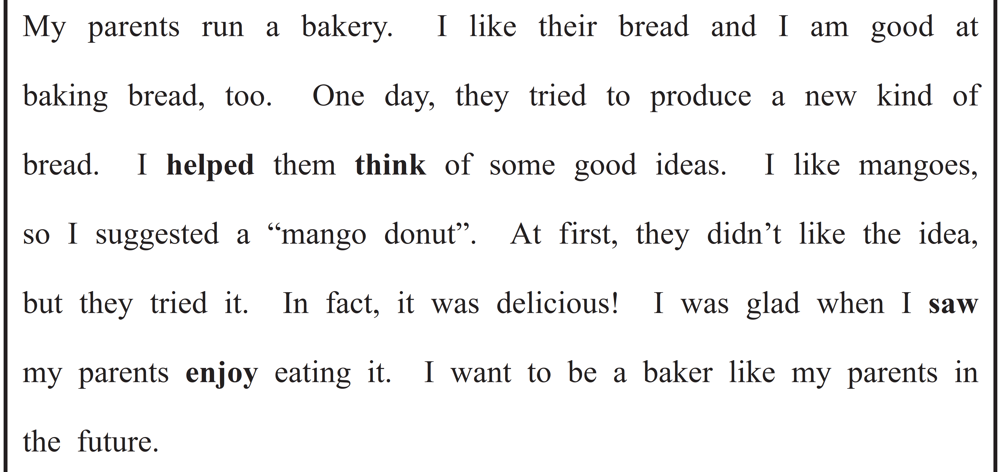 My parents run a bakery. I like their bread and I am good at
baking bread, too. One day, they tried to produce a new kind of
bread. I helped them think of some good ideas. I like mangoes,
so I suggested a “mango donut”. At first, they didn’t like the idea,
but they tried it. In fact, it was delicious! I was glad when I saw
my parents enjoy eating it. I want to be a baker like my parents in
the future.